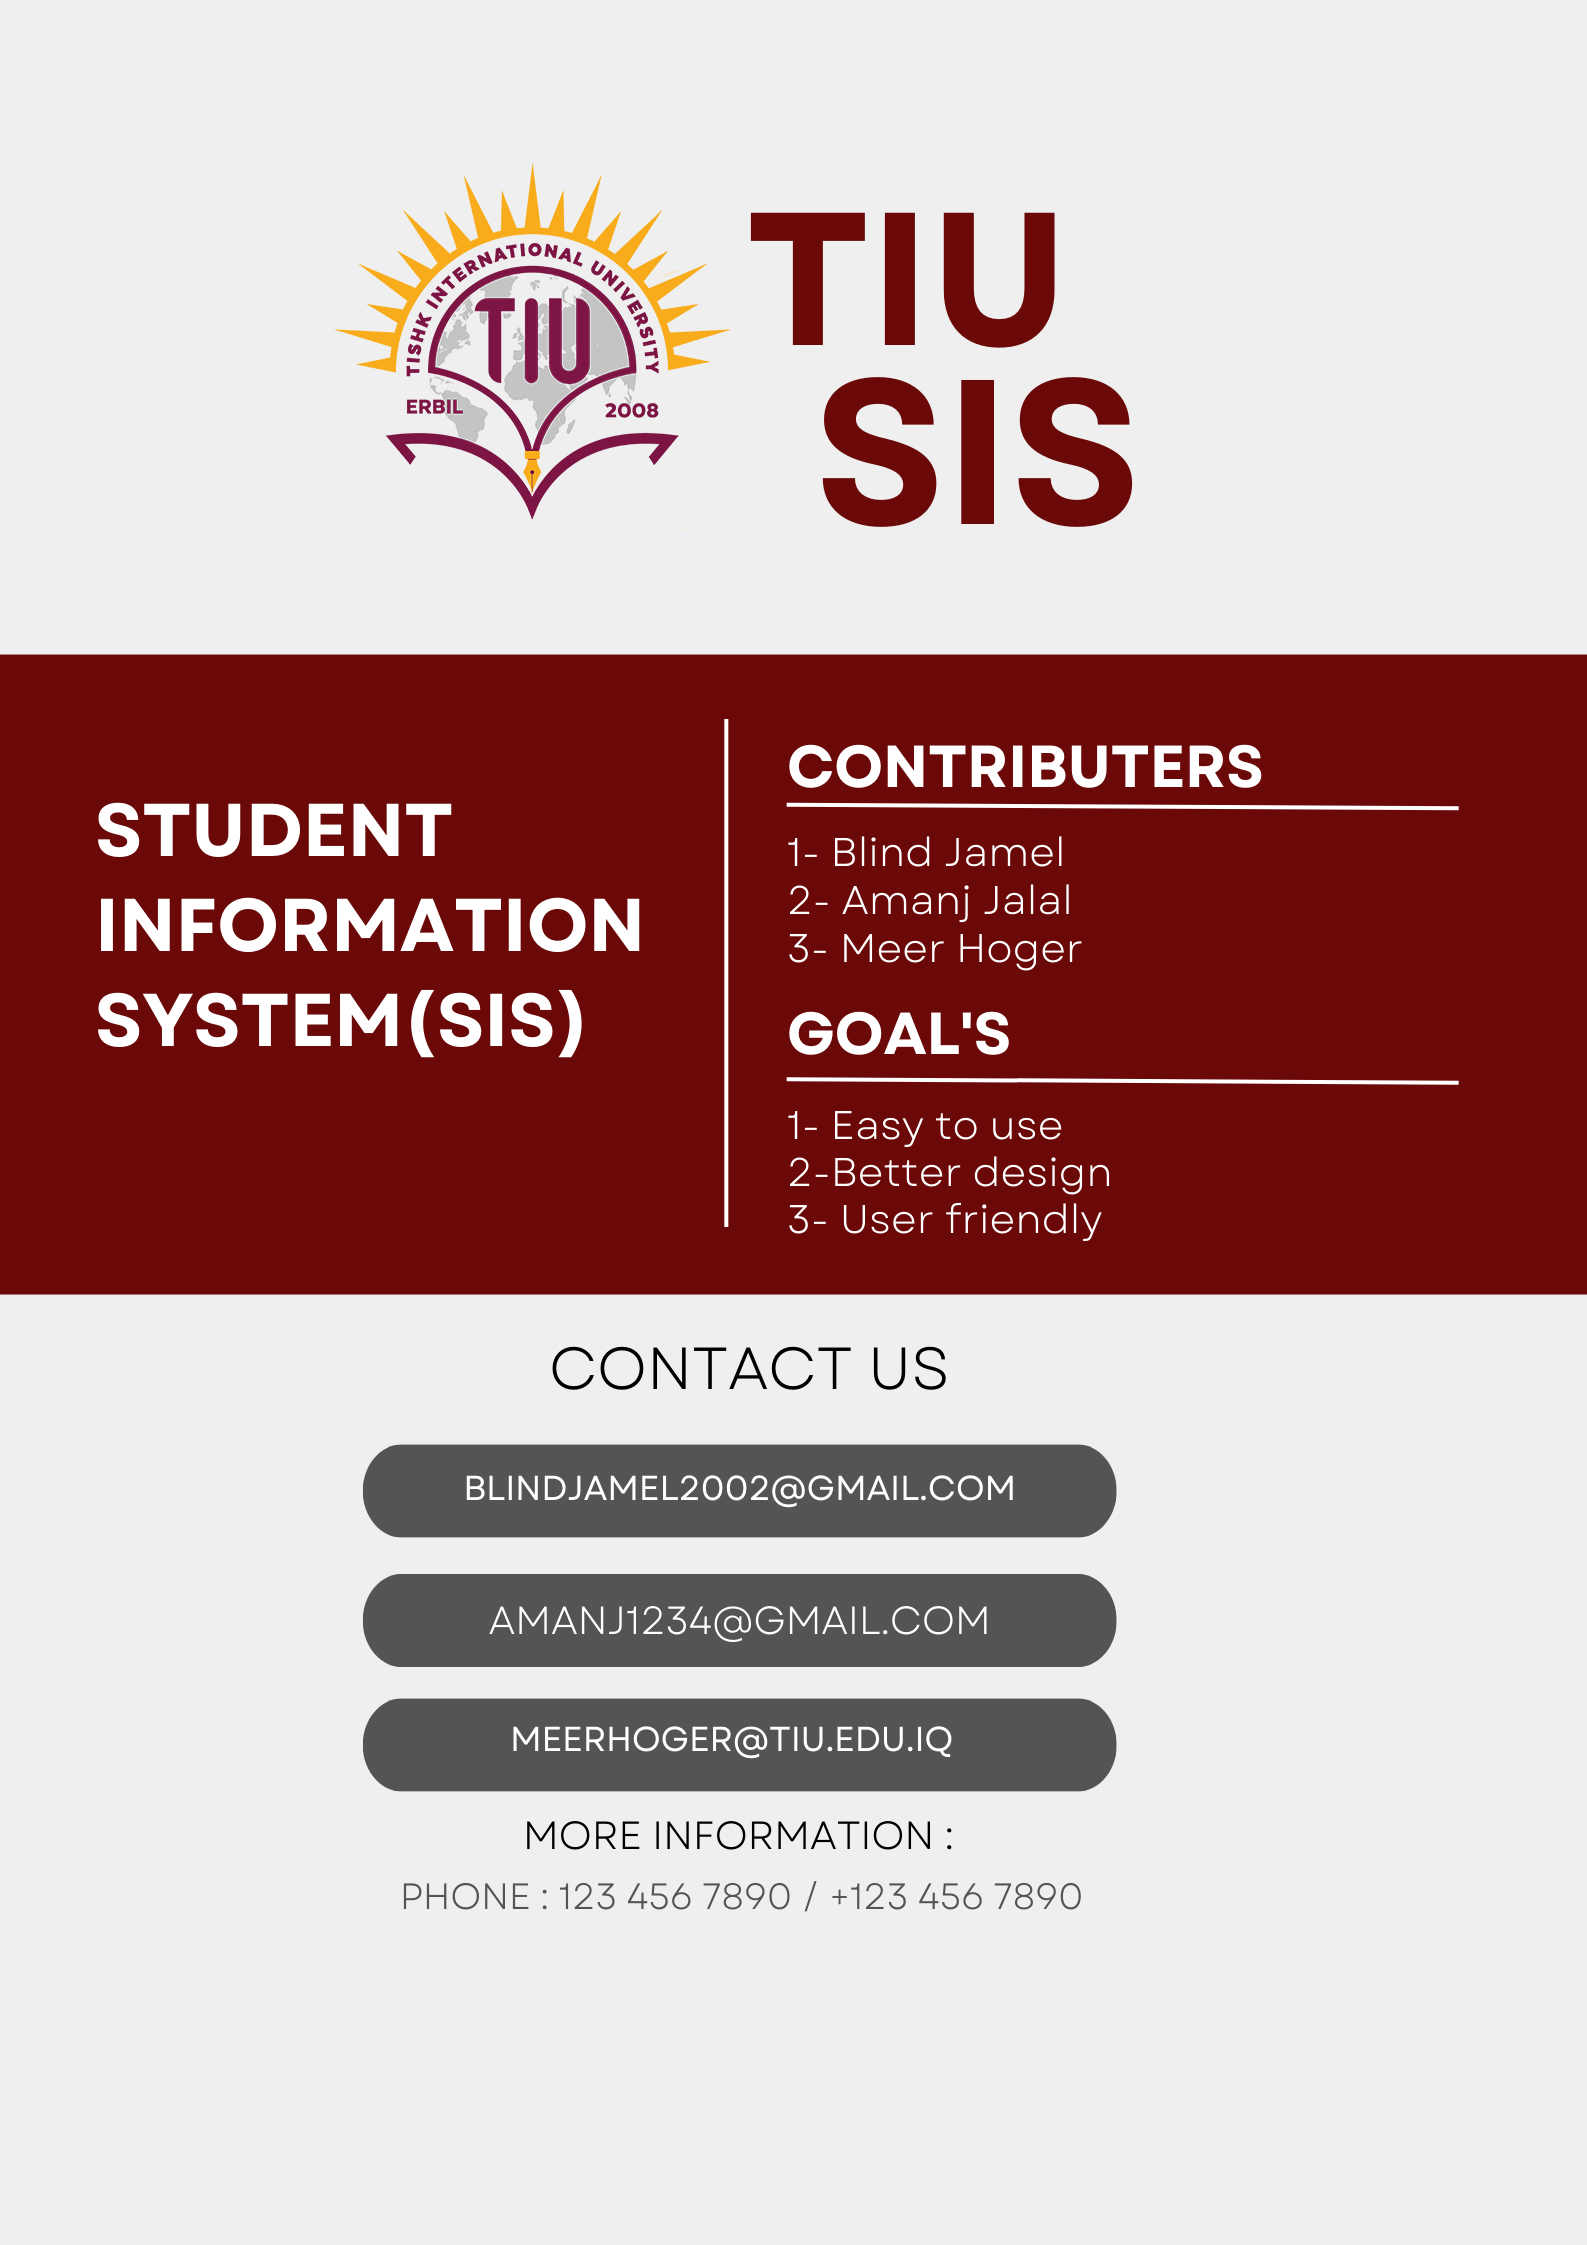 TISHK INTERNATIONAL UNIVERSITY
TIU
ERBIL
2008
TIU
SIS
STUDENT
INFORMATION
SYSTEM(SIS)
CONTRIBUTERS
1- Blind Jamel
2- Amanj Jalal
3- Meer Hoger
GOAL'S
1- Easy to use
2-Better design
3- User friendly
CONTACT US
BLINDJAMEL2002@GMAIL.COM
AMANJ1234@GMAIL.COM
MEERHOGER@TIU.EDU.IQ
MORE INFORMATION :
PHONE : 123 456 7890 / +123 456 7890